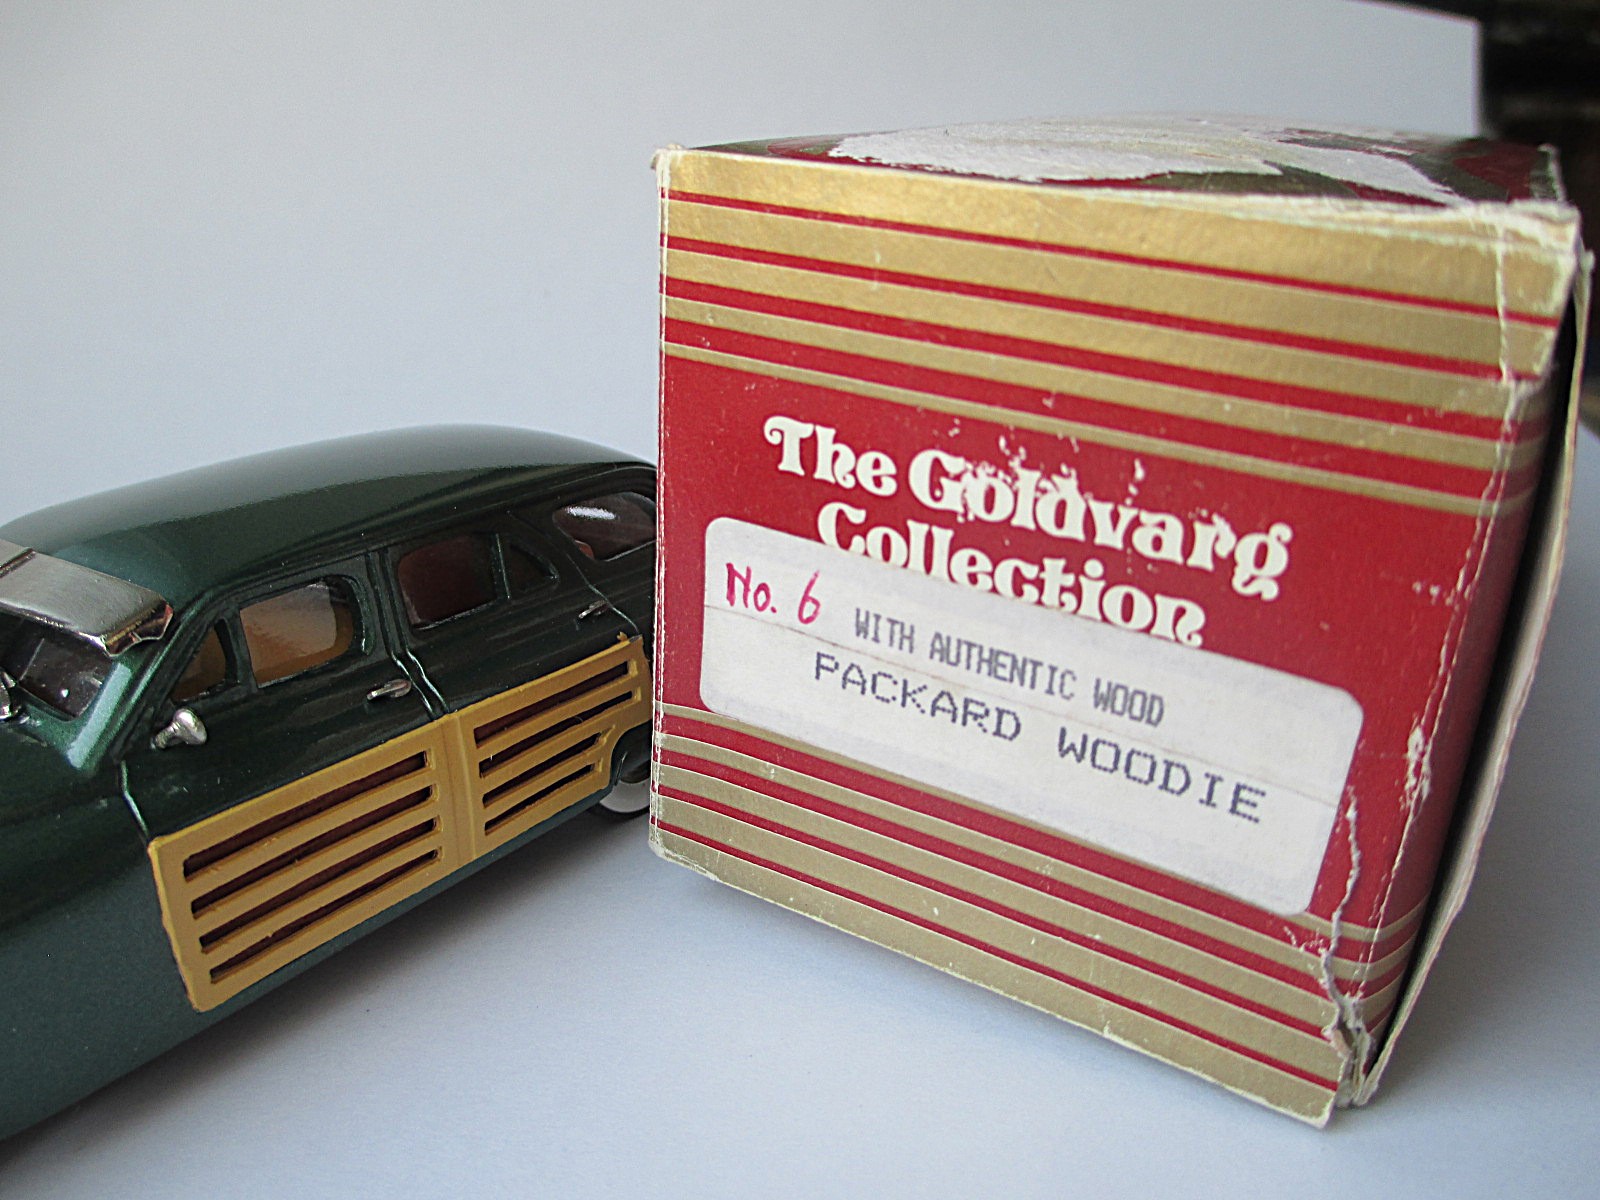 The Goldvarg
Collection
No. 6 WITH AUTHENTIC WOOD
PACKARD WOODIE